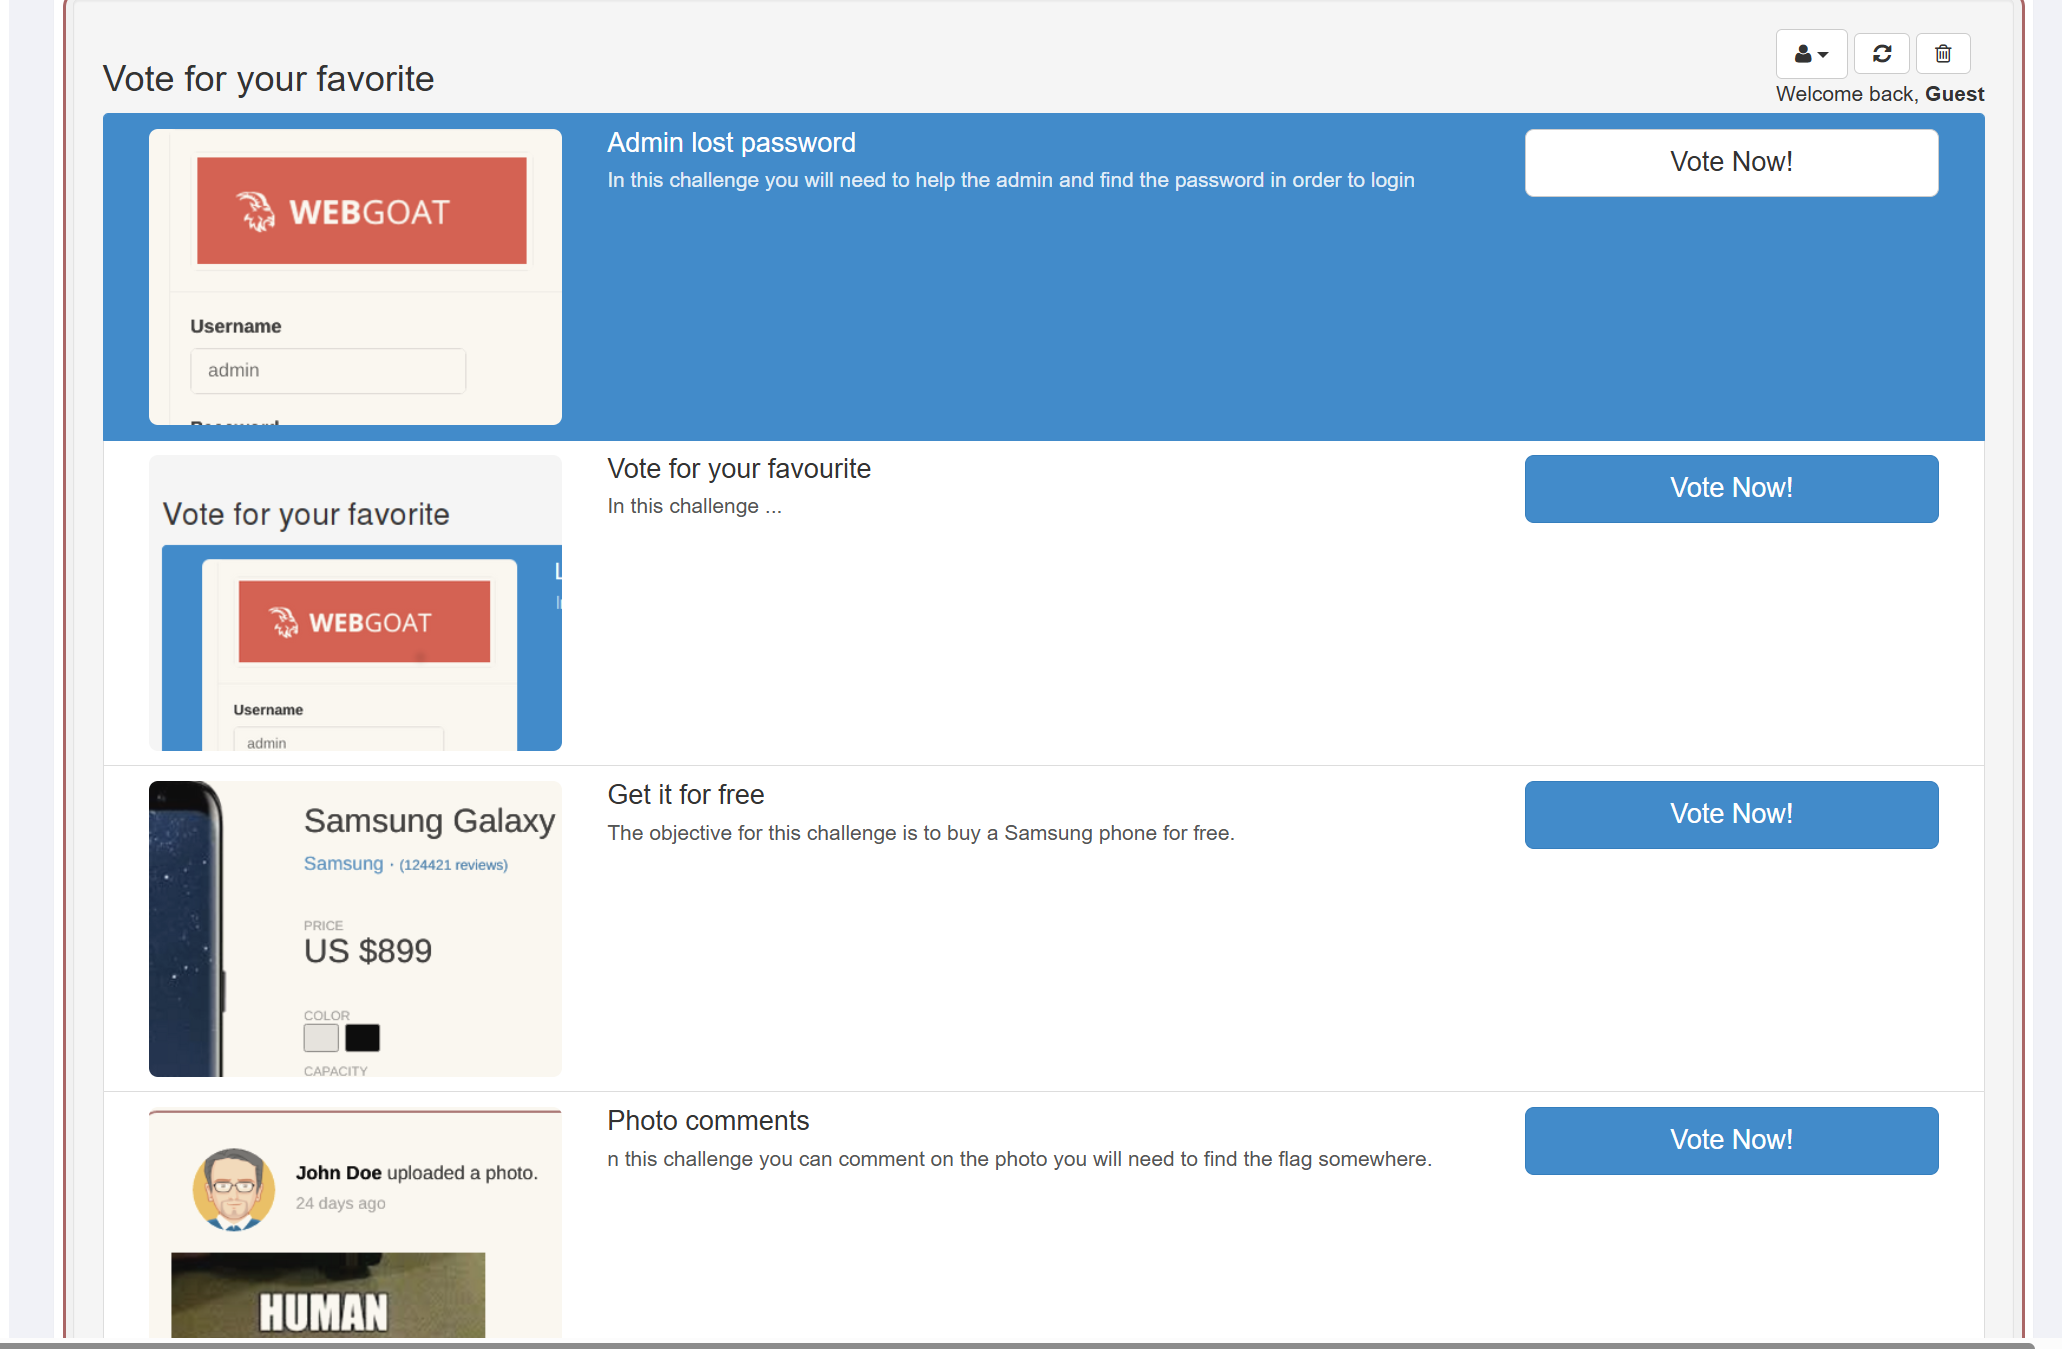 Vote for your favorite
Welcome back, Guest
WEBGOAT
Username
admin
Password
Admin lost password
In this challenge you will need to help the admin and find the password in order to login
Vote Now!
Vote for your favorite
WEBGOAT
Username
admin
Vote for your favourite
In this challenge ...
Vote Now!
Samsung Galaxy
Samsung · (124421 reviews)
PRICE
US $899
COLOR
CAPACITY
Get it for free
The objective for this challenge is to buy a Samsung phone for free.
Vote Now!
John Doe uploaded a photo.
24 days ago
HUMAN
Photo comments
n this challenge you can comment on the photo you will need to find the flag somewhere.
Vote Now!